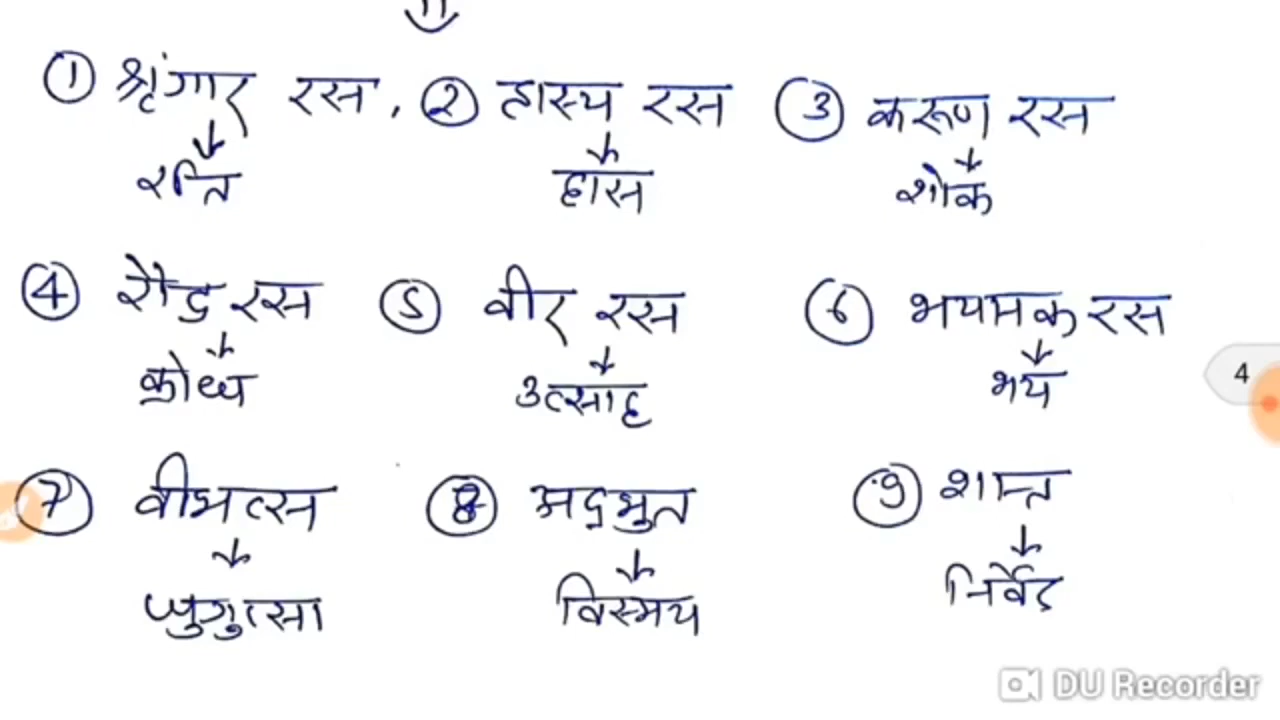 ① श्रृंगार रस, ② हास्य रस ③ करूण रस
रति हास शोक
④ रौद्र रस ⑤ वीर रस ⑥ भयानक रस
क्रोध उत्साह भय
⑦ वीभत्स ⑧ अद्भुत ⑨ शान्त
जुगुत्सा विस्मय निर्वेद
4
DU Recorder